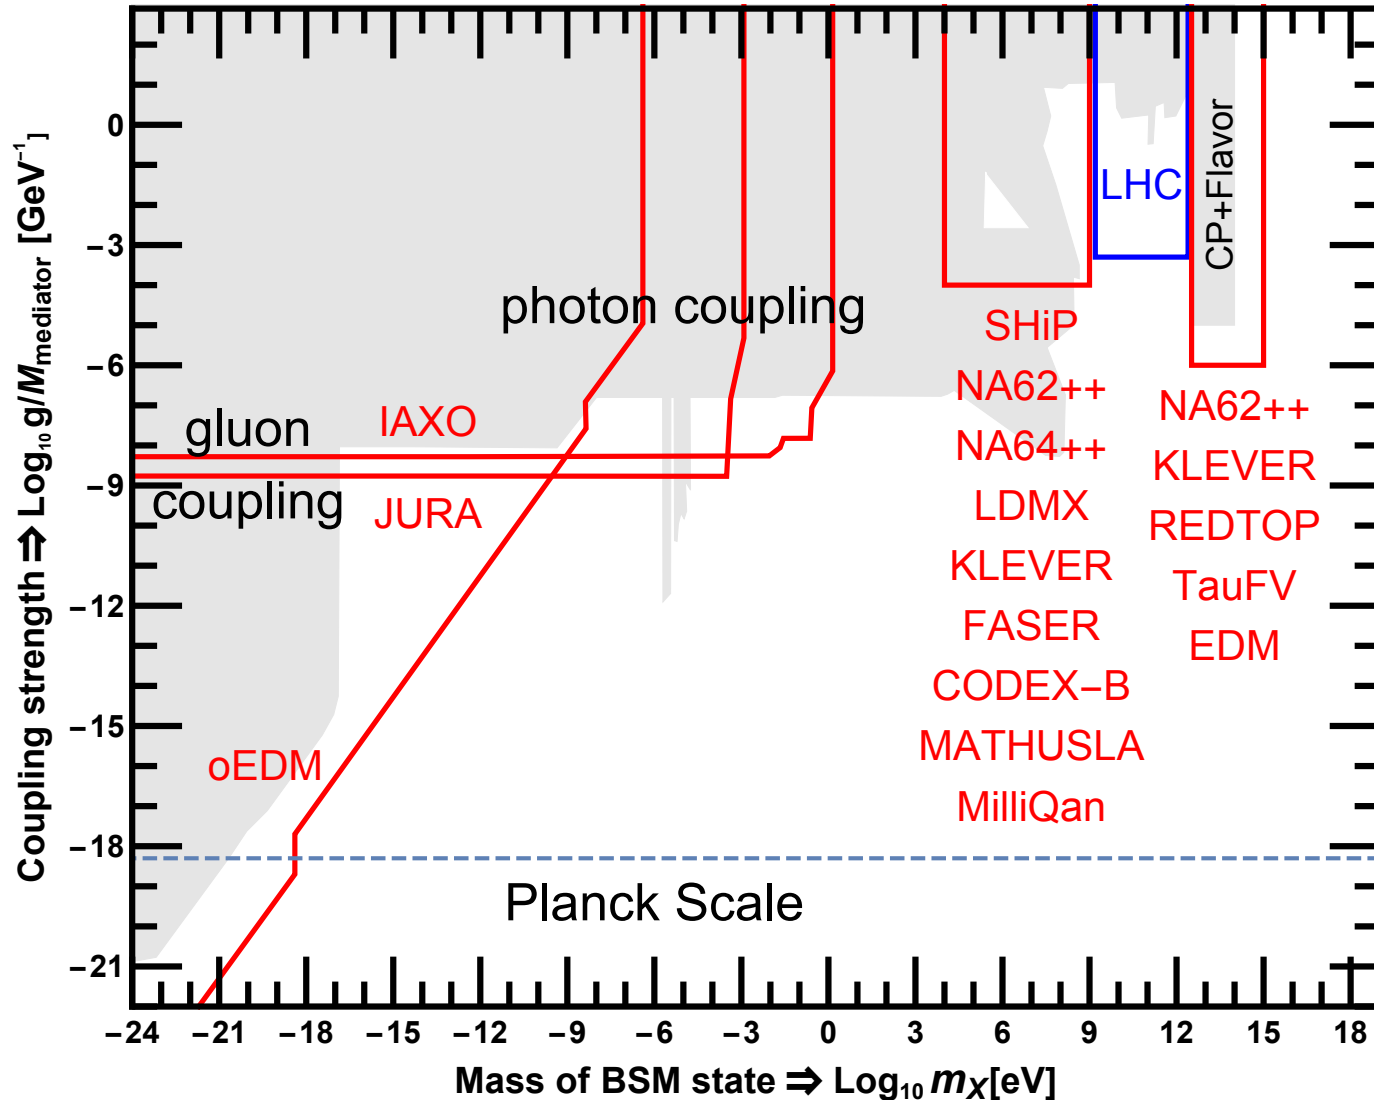 Coupling strength ⇒ Log₁₀ g/M_mediator [GeV⁻¹]
0
−3
−6
−9
−12
−15
−18
−21
photon coupling
gluon
coupling
IAXO
JURA
oEDM
Planck Scale
LHC
CP+Flavor
SHiP
NA62++
NA64++
LDMX
KLEVER
FASER
CODEX−B
MATHUSLA
MilliQan
NA62++
KLEVER
REDTOP
TauFV
EDM
−24 −21 −18 −15 −12 −9 −6 −3 0 3 6 9 12 15 18
Mass of BSM state ⇒ Log₁₀ m_X[eV]